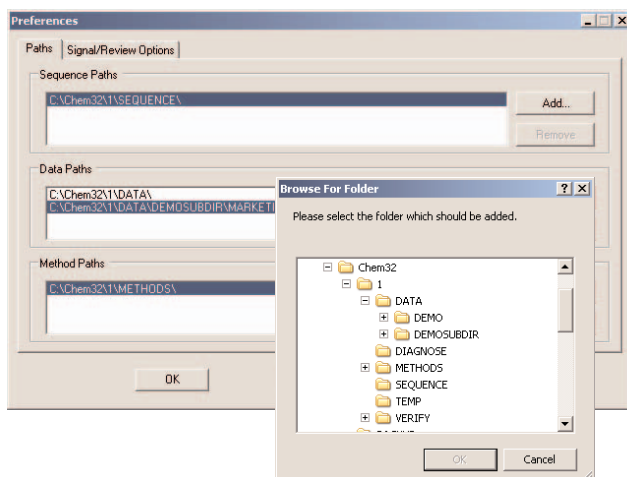 Preferences
Paths
Signal/Review Options
Sequence Paths
C:\Chem32\1\SEQUENCE\
Add...
Remove
Data Paths
C:\Chem32\1\DATA\
C:\Chem32\1\DATA\DEMOSUBDIR\MARKETI
Method Paths
C:\Chem32\1\METHODS\
OK
Browse For Folder
Please select the folder which should be added.
Chem32
1
DATA
DEMO
DEMOSUBDIR
DIAGNOSE
METHODS
SEQUENCE
TEMP
VERIFY
OK
Cancel